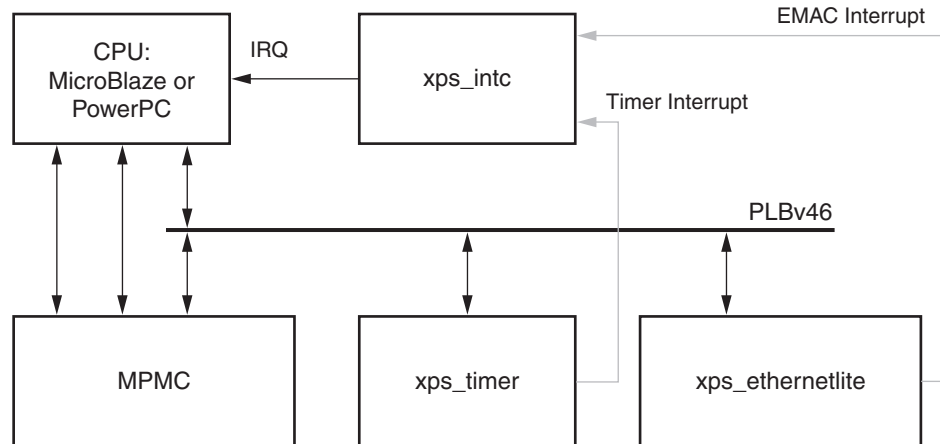 EMAC Interrupt
CPU:
MicroBlaze or
PowerPC
IRQ
xps_intc
Timer Interrupt
PLBv46
MPMC
xps_timer
xps_ethernetlite